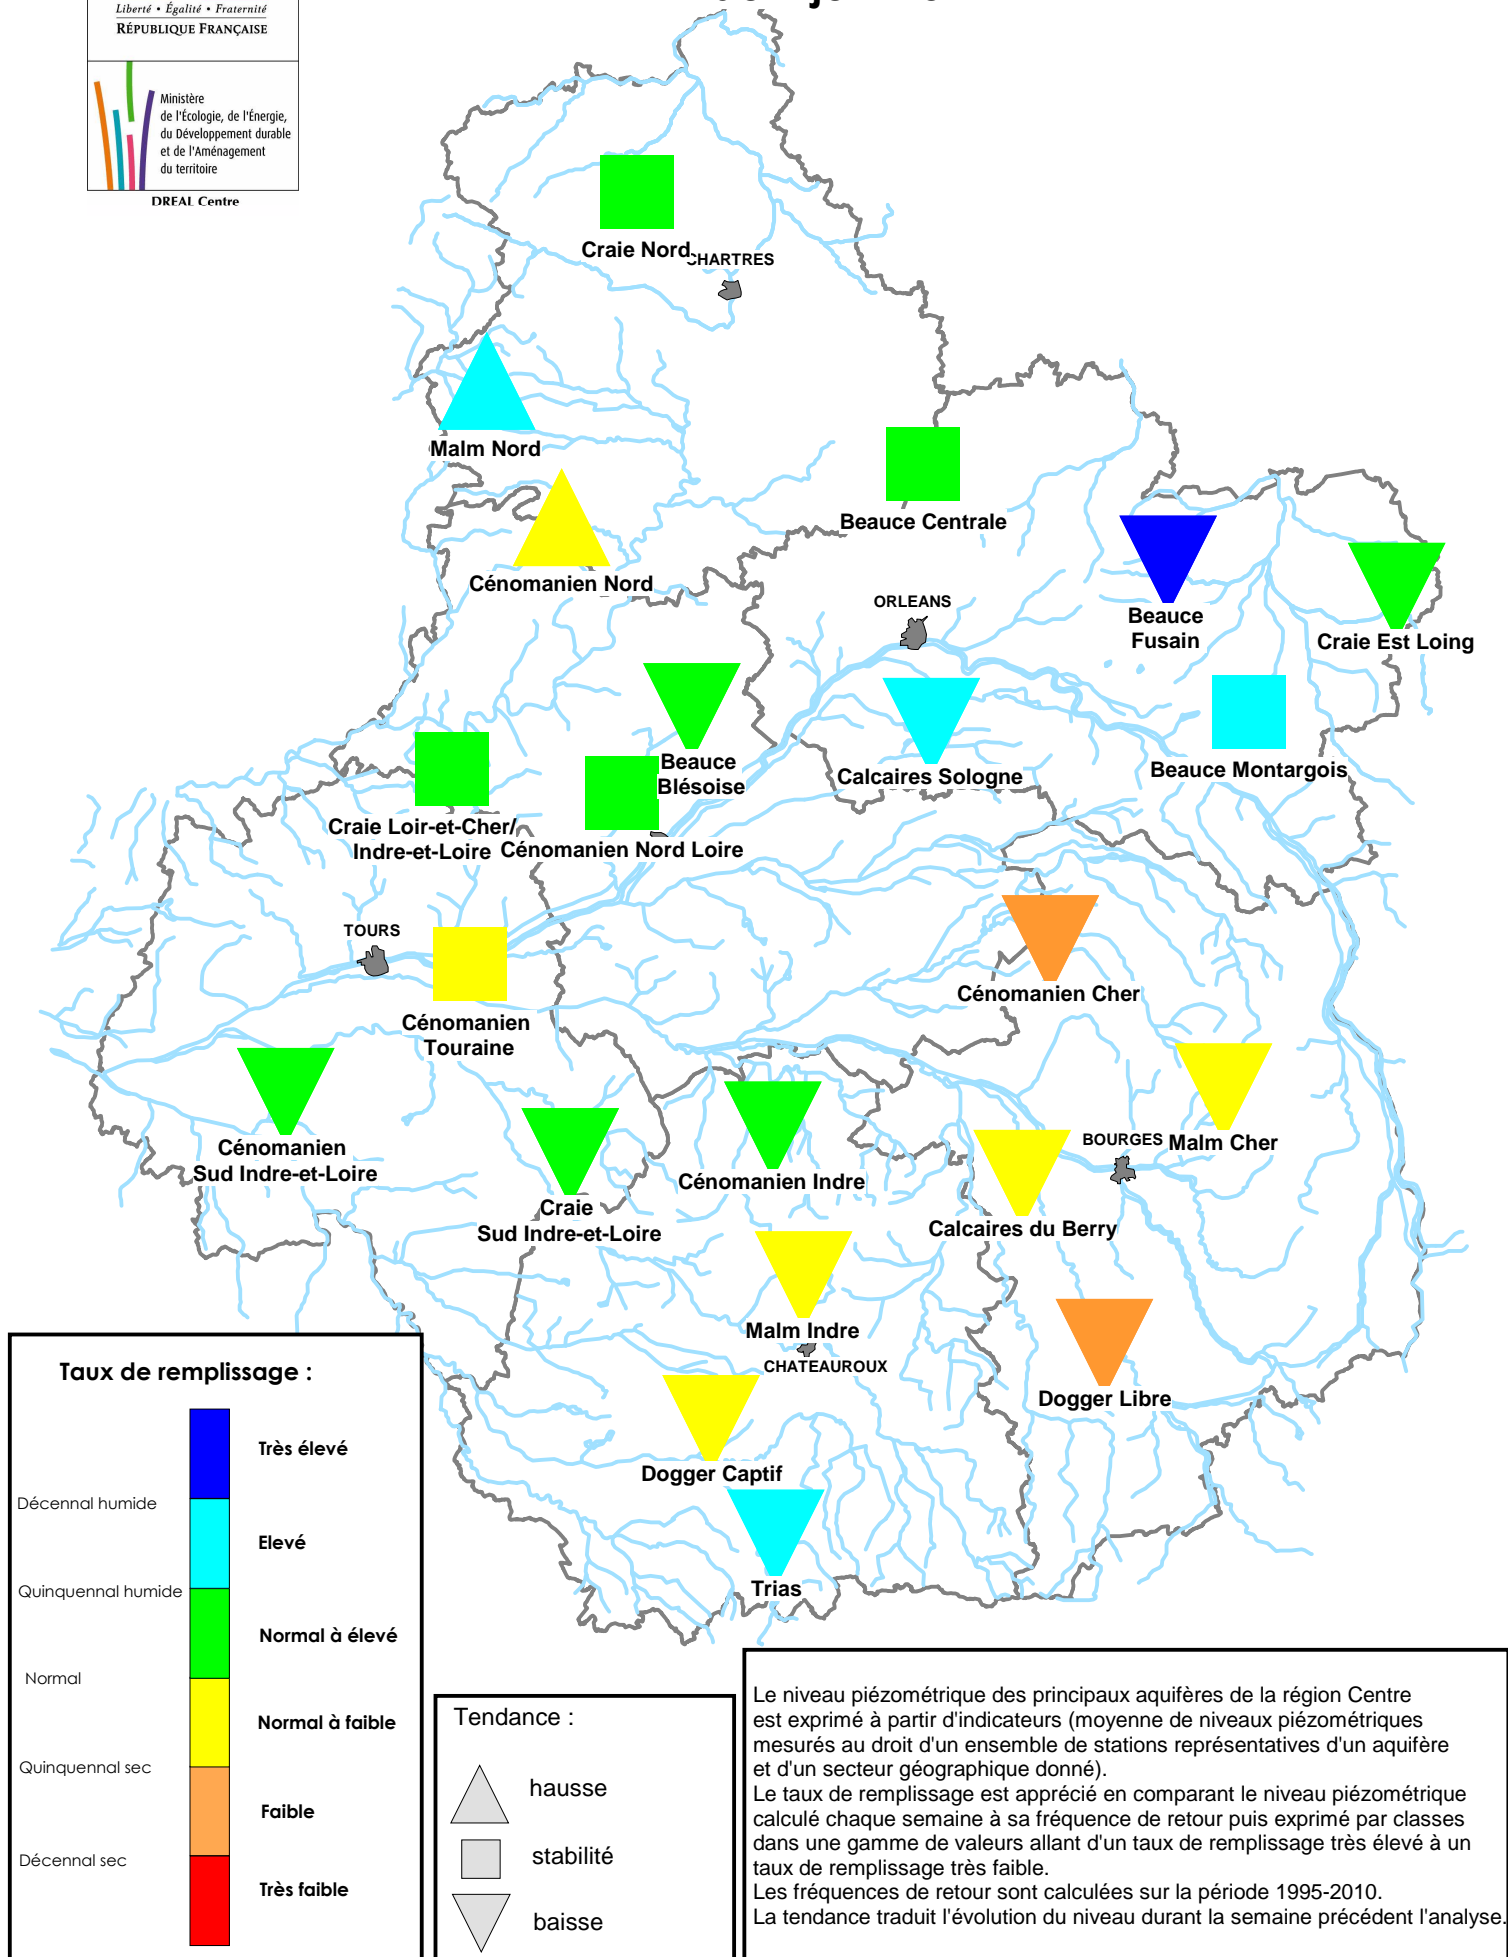 Liberté • Égalité • Fraternité
RÉPUBLIQUE FRANÇAISE
Ministère
de l'Écologie, de l'Énergie,
du Développement durable
et de l'Aménagement
du territoire
DREAL Centre
Craie Nord
CHARTRES
Malm Nord
Cénomanien Nord
Beauce Centrale
ORLEANS
Beauce
Fusain
Craie Est Loing
Beauce
Blésoise
Calcaires Sologne
Beauce Montargois
Craie Loir-et-Cher/
Indre-et-Loire
Cénomanien Nord Loire
TOURS
Cénomanien
Touraine
Cénomanien Cher
Cénomanien
Sud Indre-et-Loire
Craie
Sud Indre-et-Loire
Cénomanien Indre
BOURGES
Malm Cher
Calcaires du Berry
Malm Indre
CHATEAUROUX
Dogger Libre
Dogger Captif
Trias
Taux de remplissage :
Très élevé
Décennal humide
Elevé
Quinquennal humide
Normal à élevé
Normal
Normal à faible
Quinquennal sec
Faible
Décennal sec
Très faible
Tendance :
hausse
stabilité
baisse
Le niveau piézométrique des principaux aquifères de la région Centre
est exprimé à partir d'indicateurs (moyenne de niveaux piézométriques
mesurés au droit d'un ensemble de stations représentatives d'un aquifère
et d'un secteur géographique donné).
Le taux de remplissage est apprécié en comparant le niveau piézométrique
calculé chaque semaine à sa fréquence de retour puis exprimé par classes
dans une gamme de valeurs allant d'un taux de remplissage très élevé à un
taux de remplissage très faible.
Les fréquences de retour sont calculées sur la période 1995-2010.
La tendance traduit l'évolution du niveau durant la semaine précédent l'analyse.